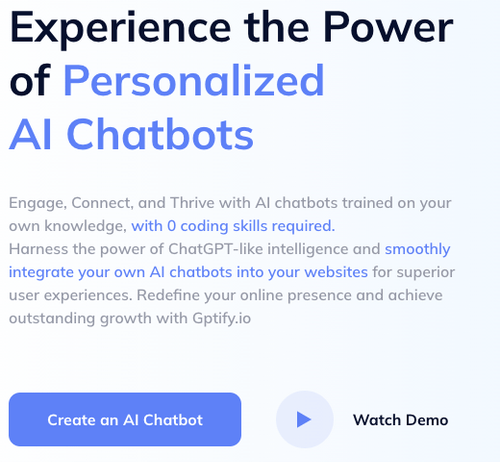 Experience the Power
of Personalized
AI Chatbots
Engage, Connect, and Thrive with AI chatbots trained on your
own knowledge, with 0 coding skills required.
Harness the power of ChatGPT-like intelligence and smoothly
integrate your own AI chatbots into your websites for superior
user experiences. Redefine your online presence and achieve
outstanding growth with Gptify.io
Create an AI Chatbot
Watch Demo